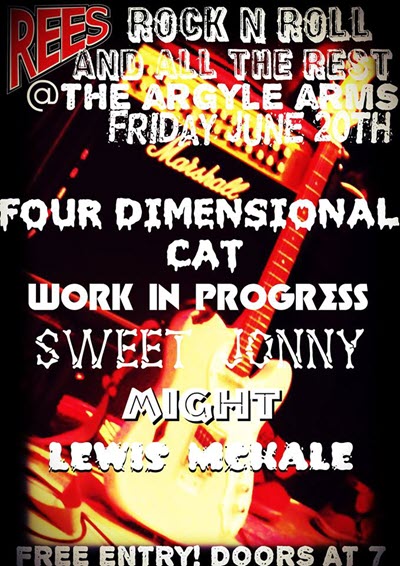 REES ROCK N ROLL
AND ALL THE REST
@THE ARGYLE ARMS
FRIDAY JUNE 20TH
Marshall
FOUR DIMENSIONAL
CAT
WORK IN PROGRESS
SWEET JONNY
MIGHT
LEWIS MCKALE
FREE ENTRY! DOORS AT 7